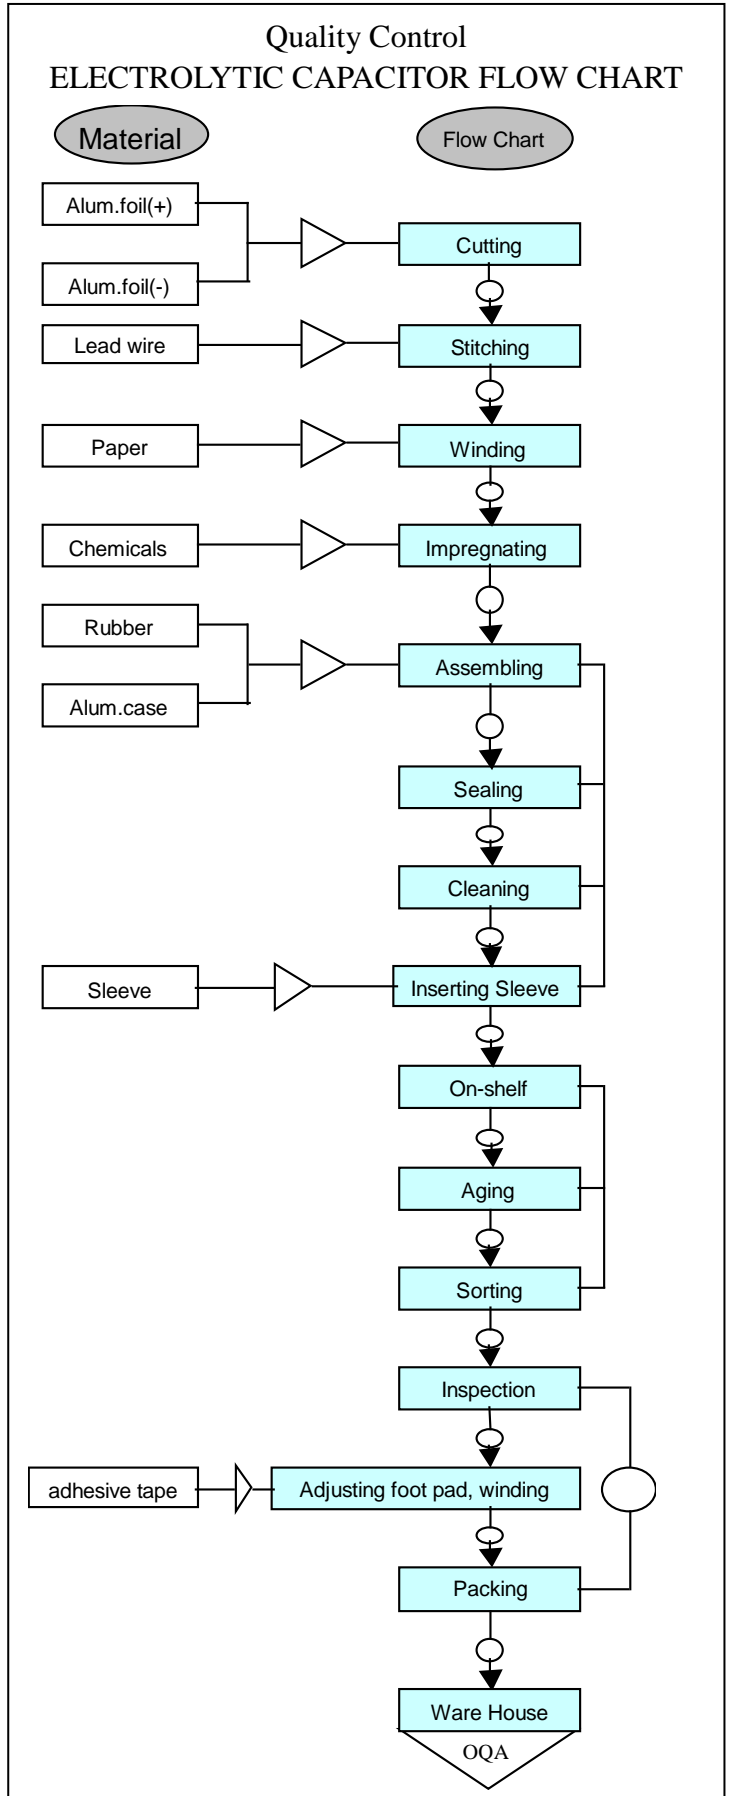 Quality Control
ELECTROLYTIC CAPACITOR FLOW CHART
Material
Flow Chart
Alum.foil(+)
Cutting
Alum.foil(-)
Lead wire
Stitching
Paper
Winding
Chemicals
Impregnating
Rubber
Assembling
Alum.case
Sealing
Cleaning
Sleeve
Inserting Sleeve
On-shelf
Aging
Sorting
Inspection
adhesive tape
Adjusting foot pad, winding
Packing
Ware House
OQA